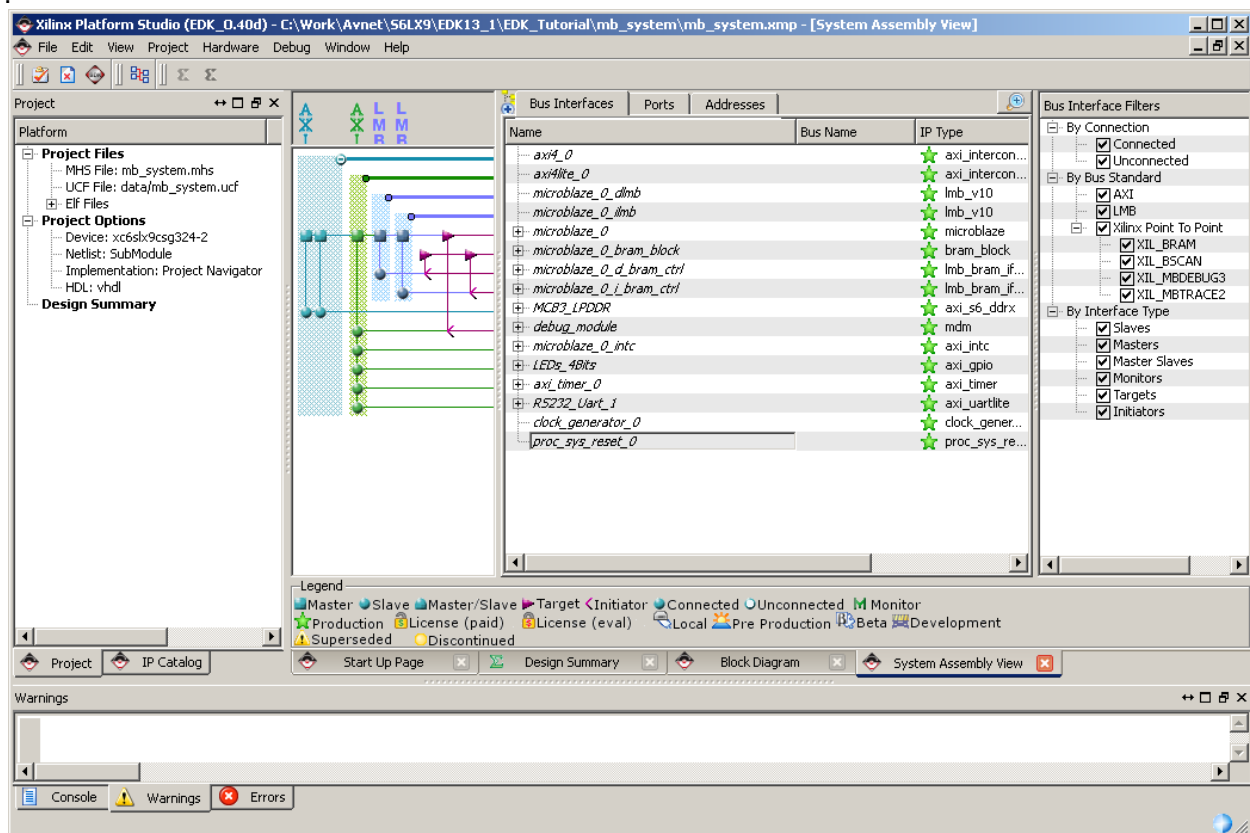 Xilinx Platform Studio (EDK_O.40d) - C:\Work\Avnet\S6LX9\EDK13_1\EDK_Tutorial\mb_system\mb_system.xmp - [System Assembly View]
File Edit View Project Hardware Debug Window Help
Project
Platform
Project Files
MHS File: mb_system.mhs
UCF File: data/mb_system.ucf
Elf Files
Project Options
Device: xc6slx9csg324-2
Netlist: SubModule
Implementation: Project Navigator
HDL: vhdl
Design Summary
Project
IP Catalog
AXI AXI LMB LMB
Bus Interfaces Ports Addresses
Name Bus Name IP Type
axi4_0 axi_intercon...
axi4lite_0 axi_intercon...
microblaze_0_dlmb lmb_v10
microblaze_0_ilmb lmb_v10
microblaze_0 microblaze
microblaze_0_bram_block bram_block
microblaze_0_d_bram_ctrl lmb_bram_if...
microblaze_0_i_bram_ctrl lmb_bram_if...
MCB3_LPDDR axi_s6_ddrx
debug_module mdm
microblaze_0_intc axi_intc
LEDs_4Bits axi_gpio
axi_timer_0 axi_timer
RS232_Uart_1 axi_uartlite
clock_generator_0 clock_gener...
proc_sys_reset_0 proc_sys_re...
Legend
Master Slave Master/Slave Target Initiator Connected Unconnected M Monitor
Production License (paid) License (eval) Local Pre Production Beta Development
Superseded Discontinued
Start Up Page Design Summary Block Diagram System Assembly View
Bus Interface Filters
By Connection
Connected
Unconnected
By Bus Standard
AXI
LMB
Xilinx Point To Point
XIL_BRAM
XIL_BSCAN
XIL_MBDEBUG3
XIL_MBTRACE2
By Interface Type
Slaves
Masters
Master Slaves
Monitors
Targets
Initiators
Warnings
Console Warnings Errors